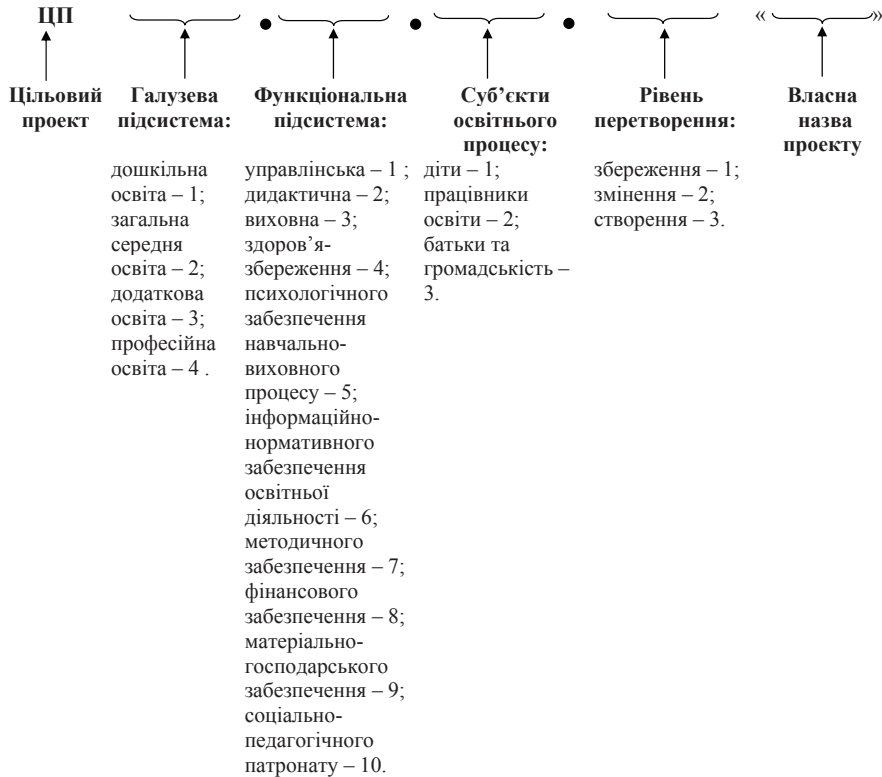 ЦП • • • « »
Цільовий
проект
Галузева
підсистема:
дошкільна
освіта – 1;
загальна
середня
освіта – 2;
додаткова
освіта – 3;
професійна
освіта – 4 .
Функціональна
підсистема:
управлінська – 1 ;
дидактична – 2;
виховна – 3;
здоров’я-
збереження – 4;
психологічного
забезпечення
навчально-
виховного
процесу – 5;
інформаційно-
нормативного
забезпечення
освітньої
діяльності – 6;
методичного
забезпечення – 7;
фінансового
забезпечення – 8;
матеріально-
господарського
забезпечення – 9;
соціально-
педагогічного
патронату – 10.
Суб’єкти
освітнього
процесу:
діти – 1;
працівники
освіти – 2;
батьки та
громадськість –
3.
Рівень
перетворення:
збереження – 1;
змінення – 2;
створення – 3.
Власна
назва
проекту